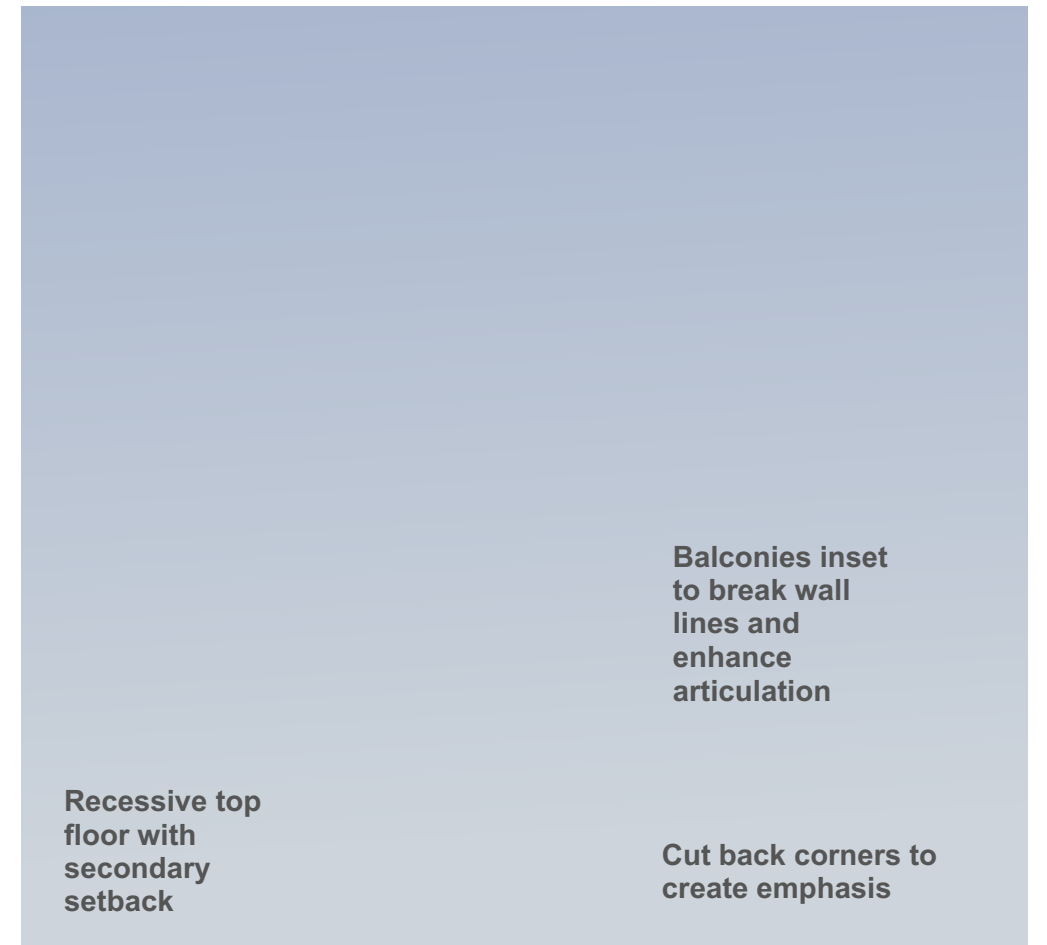 Balconies inset
to break wall
lines and
enhance
articulation
Recessive top
floor with
secondary
setback
Cut back corners to
create emphasis